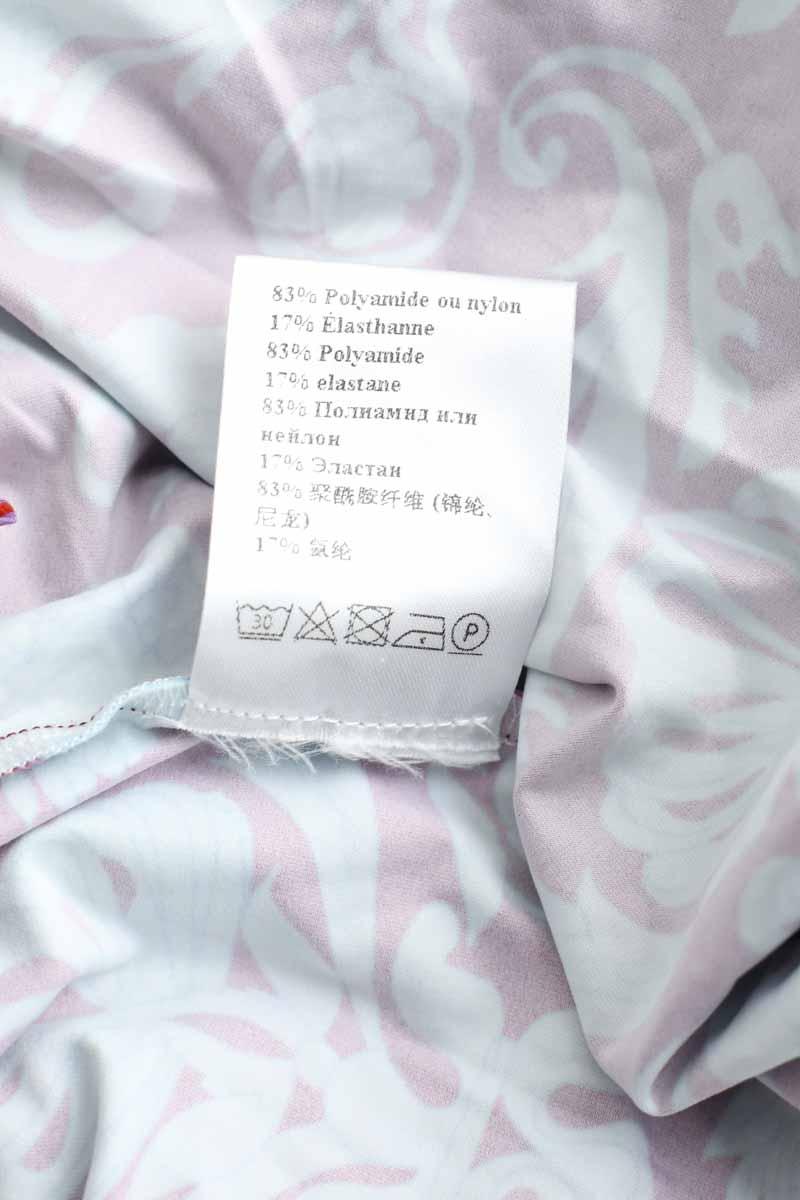 83% Polyamide ou nylon
17% Élasthanne
83% Polyamide
17% elastane
83% Полиамид или
нейлон
17% Эластан
83% 聚酰胺纤维 (锦纶、
尼龙)
17% 氨纶
30
P